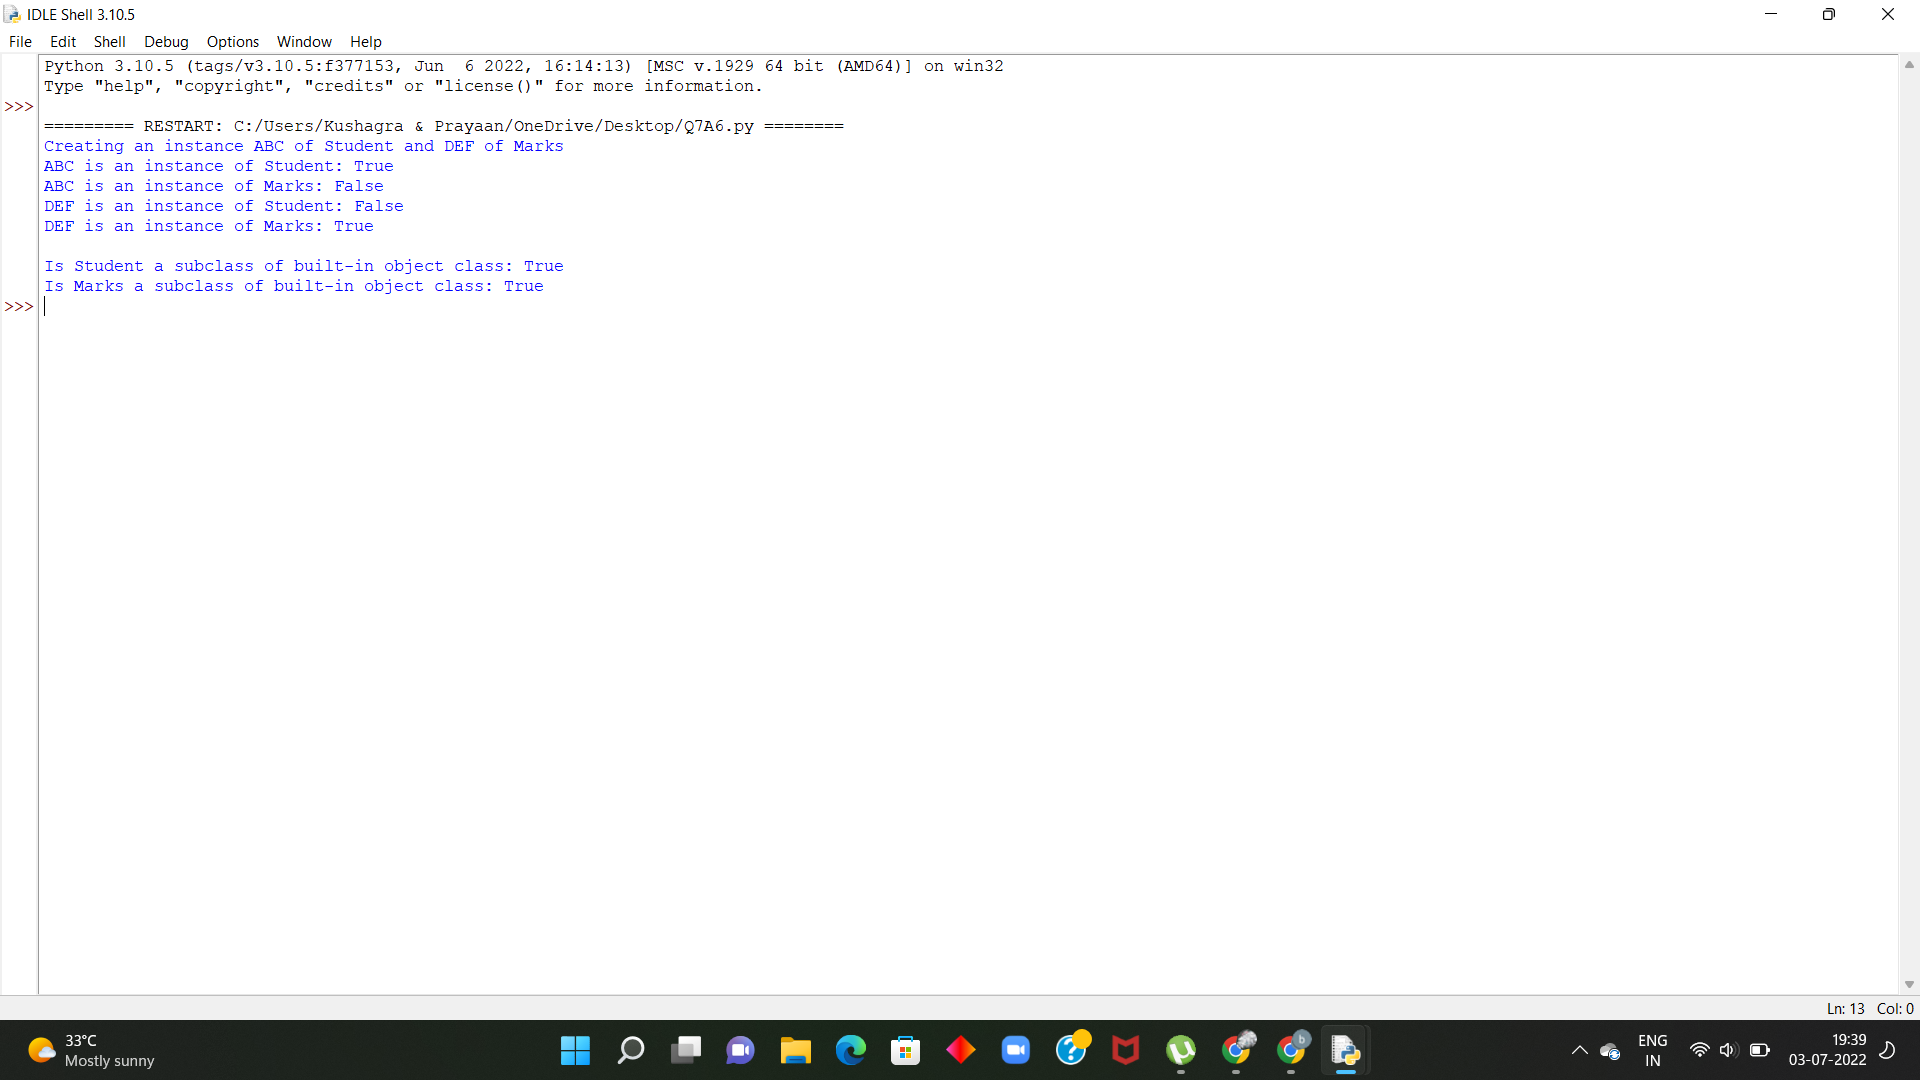 IDLE Shell 3.10.5
File Edit Shell Debug Options Window Help
Python 3.10.5 (tags/v3.10.5:f377153, Jun  6 2022, 16:14:13) [MSC v.1929 64 bit (AMD64)] on win32
Type "help", "copyright", "credits" or "license()" for more information.
>>>
========= RESTART: C:/Users/Kushagra & Prayaan/OneDrive/Desktop/Q7A6.py ========
Creating an instance ABC of Student and DEF of Marks
ABC is an instance of Student: True
ABC is an instance of Marks: False
DEF is an instance of Student: False
DEF is an instance of Marks: True
Is Student a subclass of built-in object class: True
Is Marks a subclass of built-in object class: True
>>>
Ln: 13 Col: 0
33°C
Mostly sunny
ENG
IN
19:39
03-07-2022